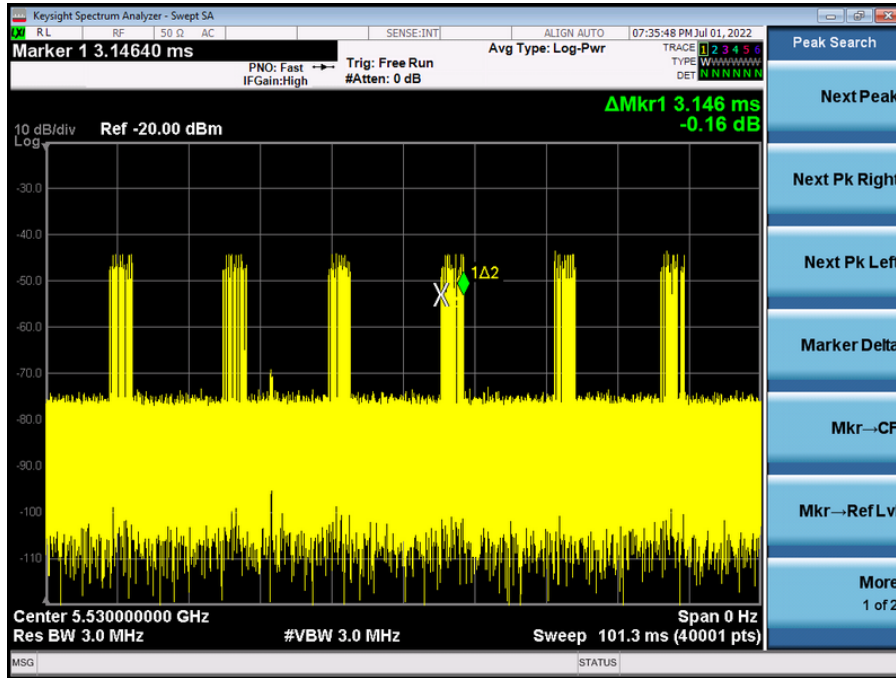 Keysight Spectrum Analyzer - Swept SA
LXI RL RF 50 Ω AC SENSE:INT ALIGN AUTO 07:35:48 PM Jul 01, 2022
Marker 1 3.14640 ms
PNO: Fast
IFGain:High
Trig: Free Run
#Atten: 0 dB
Avg Type: Log-Pwr
TRACE 1 2 3 4 5 6
TYPE WWWWWW
DET N N N N N N
ΔMkr1 3.146 ms
-0.16 dB
10 dB/div Ref -20.00 dBm
Log
-30.0
-40.0
-50.0
1Δ2
-60.0
-70.0
-80.0
-90.0
-100
-110
Center 5.530000000 GHz Span 0 Hz
Res BW 3.0 MHz #VBW 3.0 MHz Sweep 101.3 ms (40001 pts)
MSG STATUS
Peak Search
Next Peak
Next Pk Right
Next Pk Left
Marker Delta
Mkr→CF
Mkr→Ref Lvl
More
1 of 2